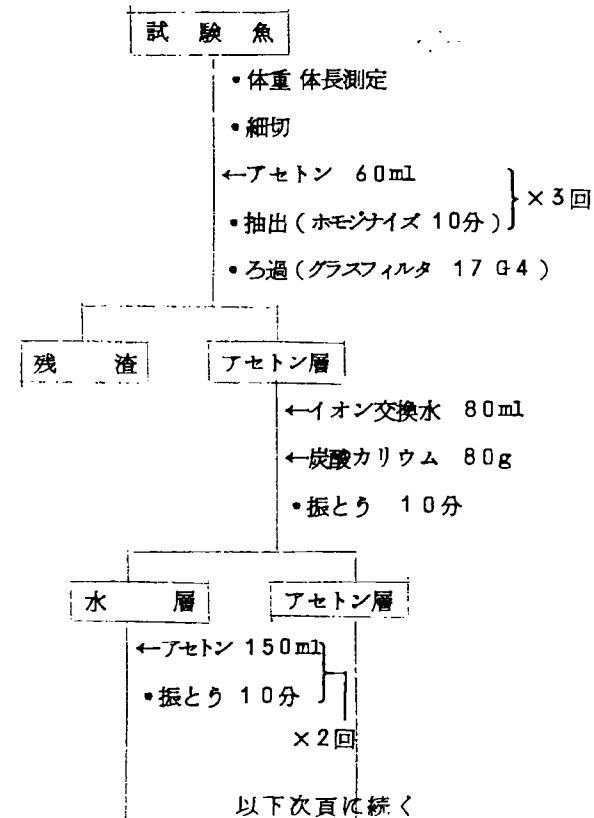 試験魚
•体重 体長測定
•細切
←アセトン 60ml
•抽出(ホモジナイズ 10分)
×3回
•ろ過(グラスフィルタ 17G4)
残渣
アセトン層
←イオン交換水 80ml
←炭酸カリウム 80g
•振とう 10分
水層
アセトン層
←アセトン 150ml
•振とう 10分
×2回
以下次頁に続く